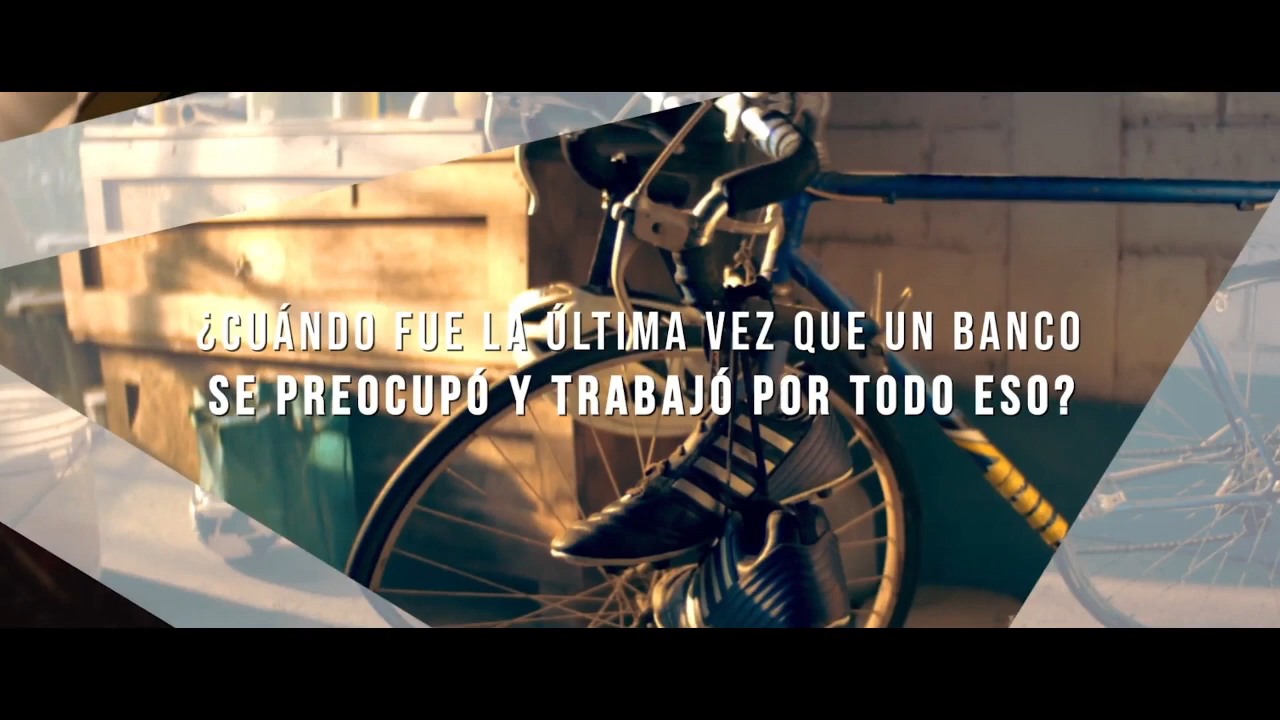 ¿CUÁNDO FUE LA ÚLTIMA VEZ QUE UN BANCO
SE PREOCUPÓ Y TRABAJÓ POR TODO ESO?